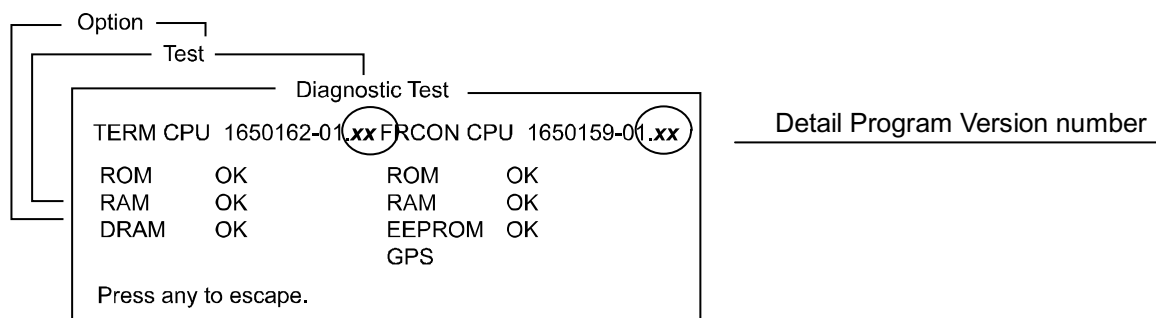 Option
Test
Diagnostic Test
TERM CPU 1650162-01.xx FRCON CPU 1650159-01.xx
Detail Program Version number
ROM OK ROM OK
RAM OK RAM OK
DRAM OK EEPROM OK
GPS
Press any to escape.